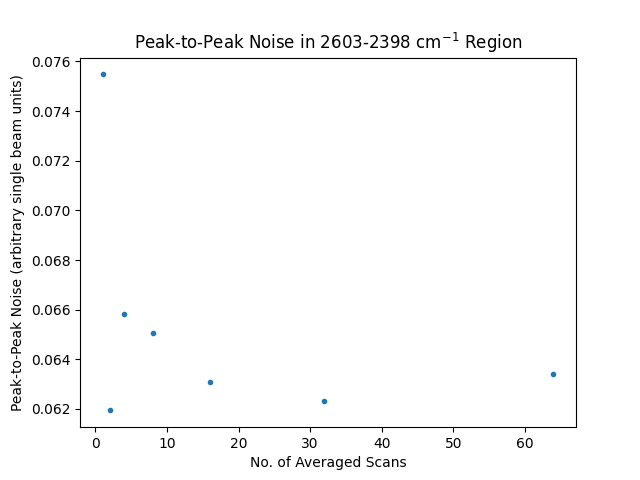 Peak-to-Peak Noise in 2603-2398 cm⁻¹ Region
Peak-to-Peak Noise (arbitrary single beam units)
0.076
0.074
0.072
0.070
0.068
0.066
0.064
0.062
0 10 20 30 40 50 60
No. of Averaged Scans